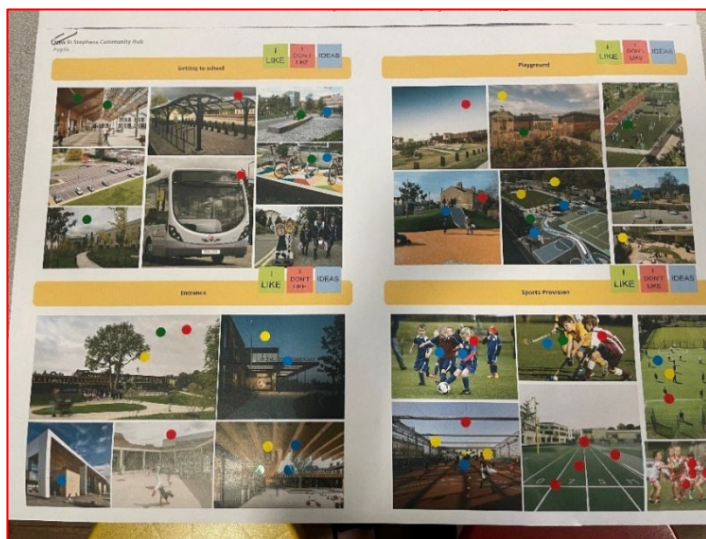 St Stephens Community Hub
I LIKE
I DON'T LIKE
IDEAS
Getting to school
I LIKE
I DON'T LIKE
IDEAS
Playground
I LIKE
I DON'T LIKE
IDEAS
Entrance
I LIKE
I DON'T LIKE
IDEAS
Sports Provision